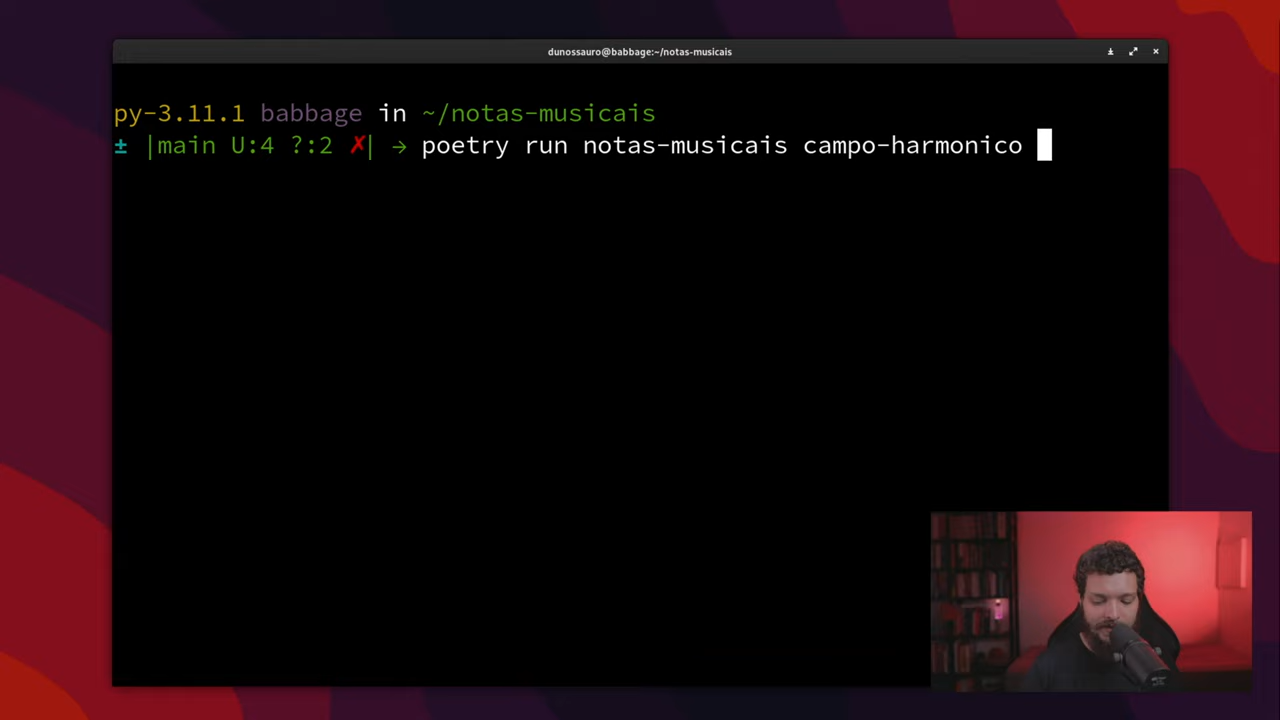 dunossauro@babbage:~/notas-musicais
py-3.11.1 babbage in ~/notas-musicais
± |main U:4 ?:2 ✗| → poetry run notas-musicais campo-harmonico